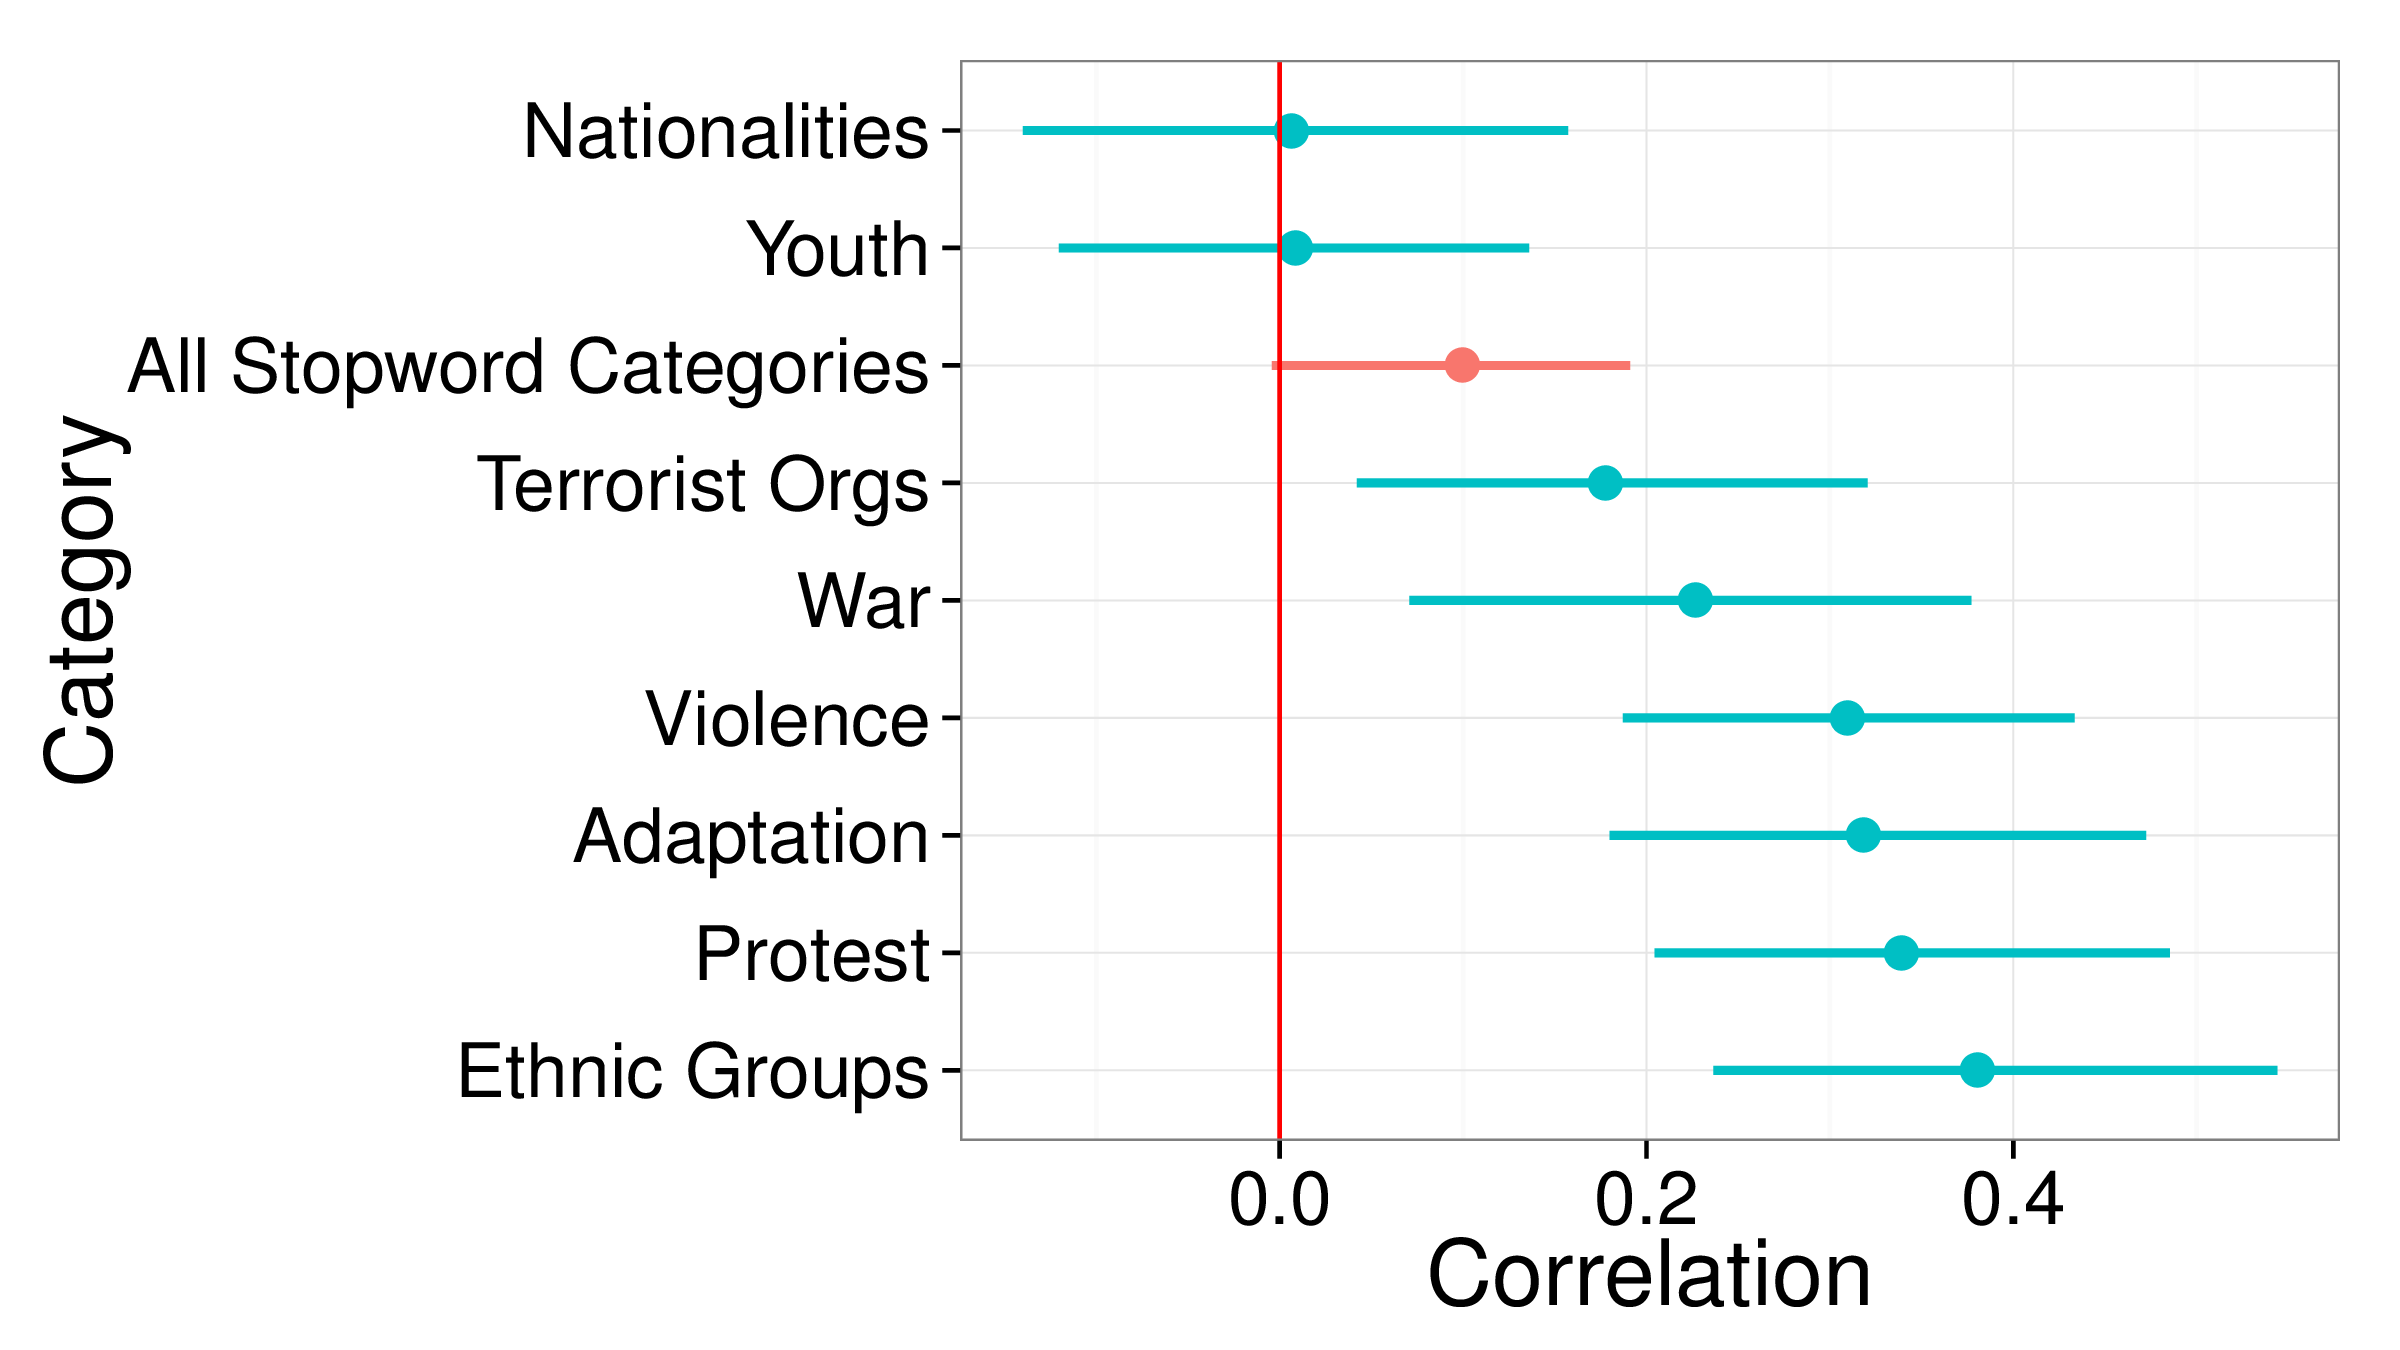 Nationalities
Youth
All Stopword Categories
Terrorist Orgs
War
Violence
Adaptation
Protest
Ethnic Groups
Category
0.0 0.2 0.4
Correlation